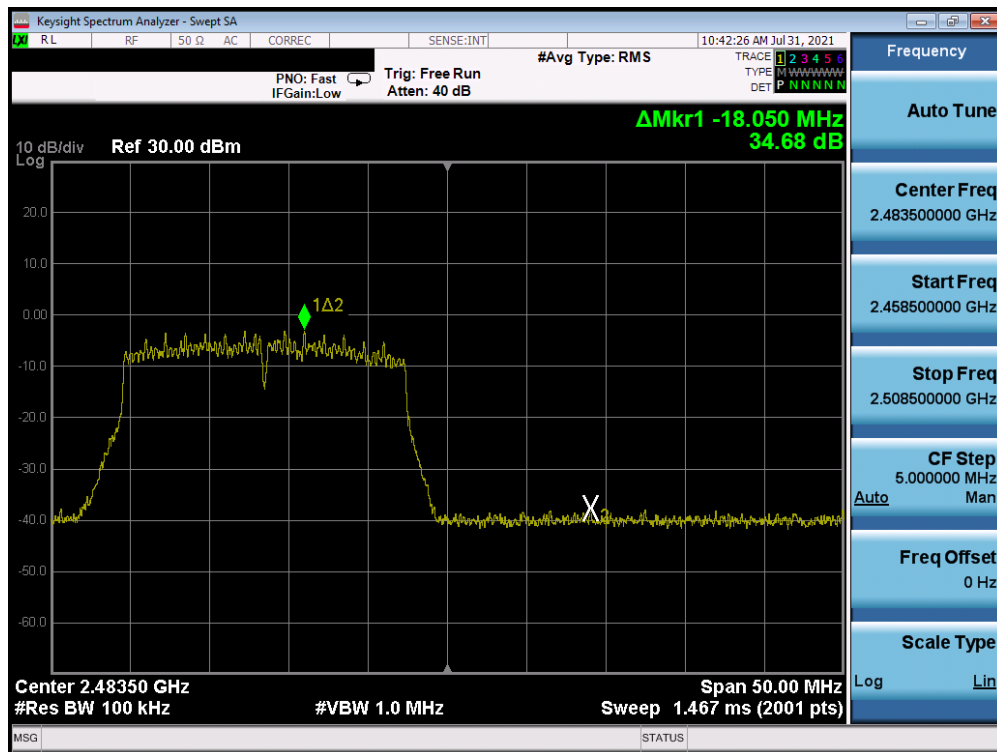 Keysight Spectrum Analyzer - Swept SA
LXI RL RF 50 Ω AC CORREC SENSE:INT 10:42:26 AM Jul 31, 2021
#Avg Type: RMS
TRACE 1 2 3 4 5 6
TYPE M W W W W W
DET P N N N N N
PNO: Fast
IFGain:Low
Trig: Free Run
Atten: 40 dB
ΔMkr1 -18.050 MHz
34.68 dB
10 dB/div
Log
Ref 30.00 dBm
20.0
10.0
0.00
-10.0
-20.0
-30.0
-40.0
-50.0
-60.0
1Δ2
X2
Center 2.48350 GHz
Span 50.00 MHz
#Res BW 100 kHz
#VBW 1.0 MHz
Sweep 1.467 ms (2001 pts)
MSG STATUS
Frequency
Auto Tune
Center Freq
2.483500000 GHz
Start Freq
2.458500000 GHz
Stop Freq
2.508500000 GHz
CF Step
5.000000 MHz
Auto Man
Freq Offset
0 Hz
Scale Type
Log Lin